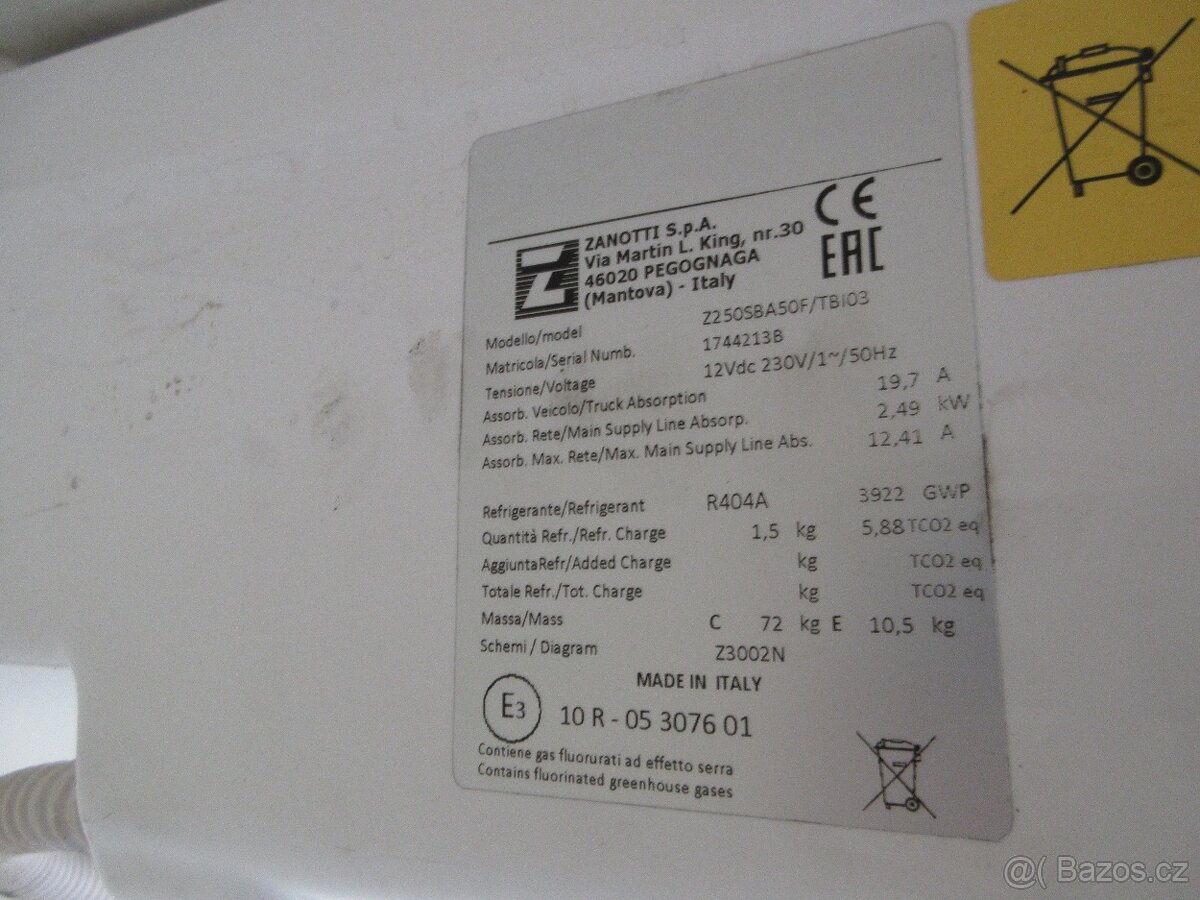 ZANOTTI S.p.A.
Via Martin L. King, nr.30
46020 PEGOGNAGA
(Mantova) - Italy
CE
EAC
Modello/model Z250SBA50F/TBI03
Matricola/Serial Numb. 1744213B
Tensione/Voltage 12Vdc 230V/1~/50Hz
Assorb. Veicolo/Truck Absorption 19,7 A
Assorb. Rete/Main Supply Line Absorp. 2,49 kW
Assorb. Max. Rete/Max. Main Supply Line Abs. 12,41 A
Refrigerante/Refrigerant R404A 3922 GWP
Quantità Refr./Refr. Charge 1,5 kg 5,88 TCO2 eq
AggiuntaRefr/Added Charge kg TCO2 eq
Totale Refr./Tot. Charge kg TCO2 eq
Massa/Mass C 72 kg E 10,5 kg
Schemi / Diagram Z3002N
MADE IN ITALY
E3 10 R - 05 3076 01
Contiene gas fluorurati ad effetto serra
Contains fluorinated greenhouse gases
@( Bazos.cz